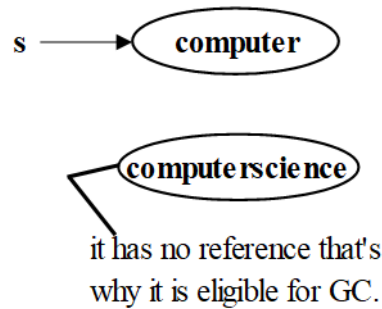 s
computer
computerscience
it has no reference that's
why it is eligible for GC.